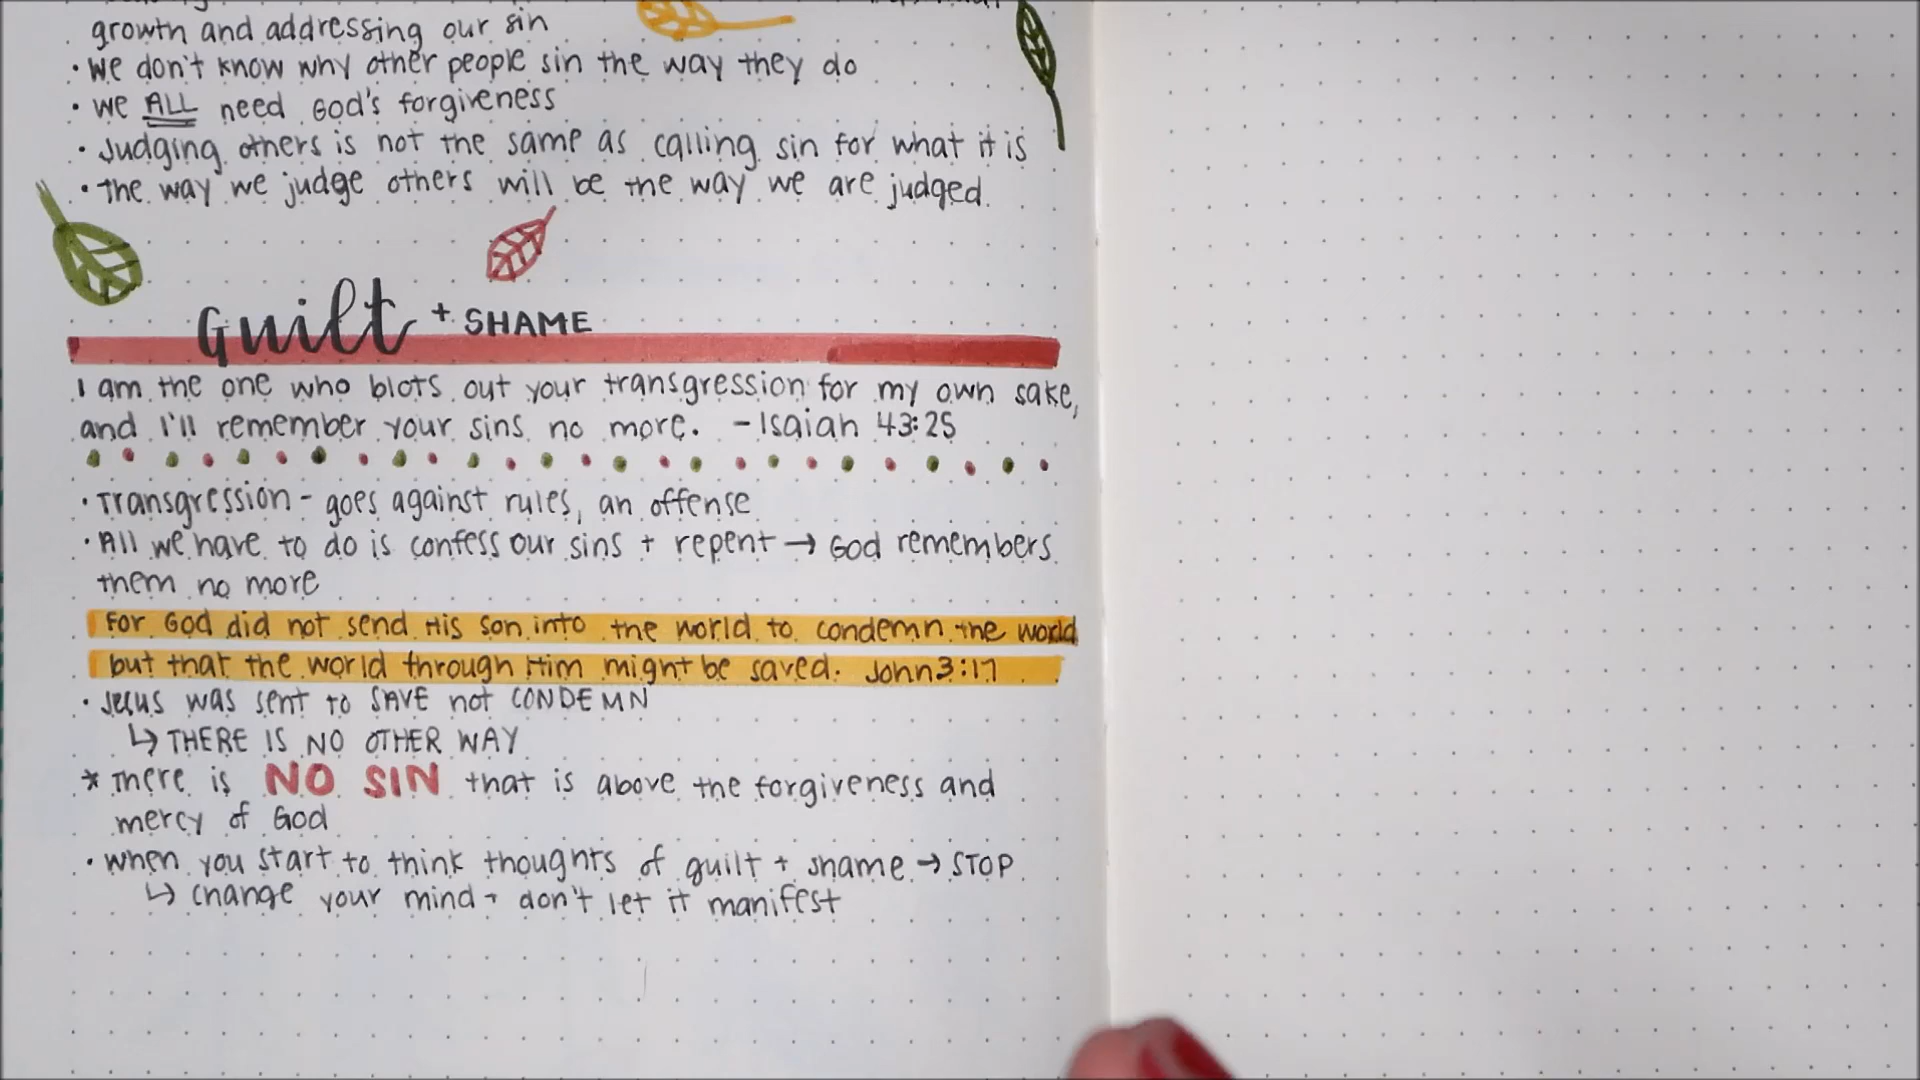 growth and addressing our sin
• we don't know why other people sin the way they do
• we ALL need God's forgiveness
• Judging others is not the same as calling sin for what it is
• The way we judge others will be the way we are judged.
Guilt + SHAME
I am the one who blots out your transgression for my own sake,
and I'll remember your sins no more. - Isaiah 43:25
• Transgression - goes against rules, an offense
• All we have to do is confess our sins + repent → God remembers
them no more
For God did not send His son into the world to condemn the world
but that the world through Him might be saved. John 3:17
• Jesus was sent to SAVE not CONDEMN
↳ THERE IS NO OTHER WAY
* There is NO SIN that is above the forgiveness and
mercy of God
• when you start to think thoughts of guilt + shame → STOP
↳ change your mind + don't let it manifest